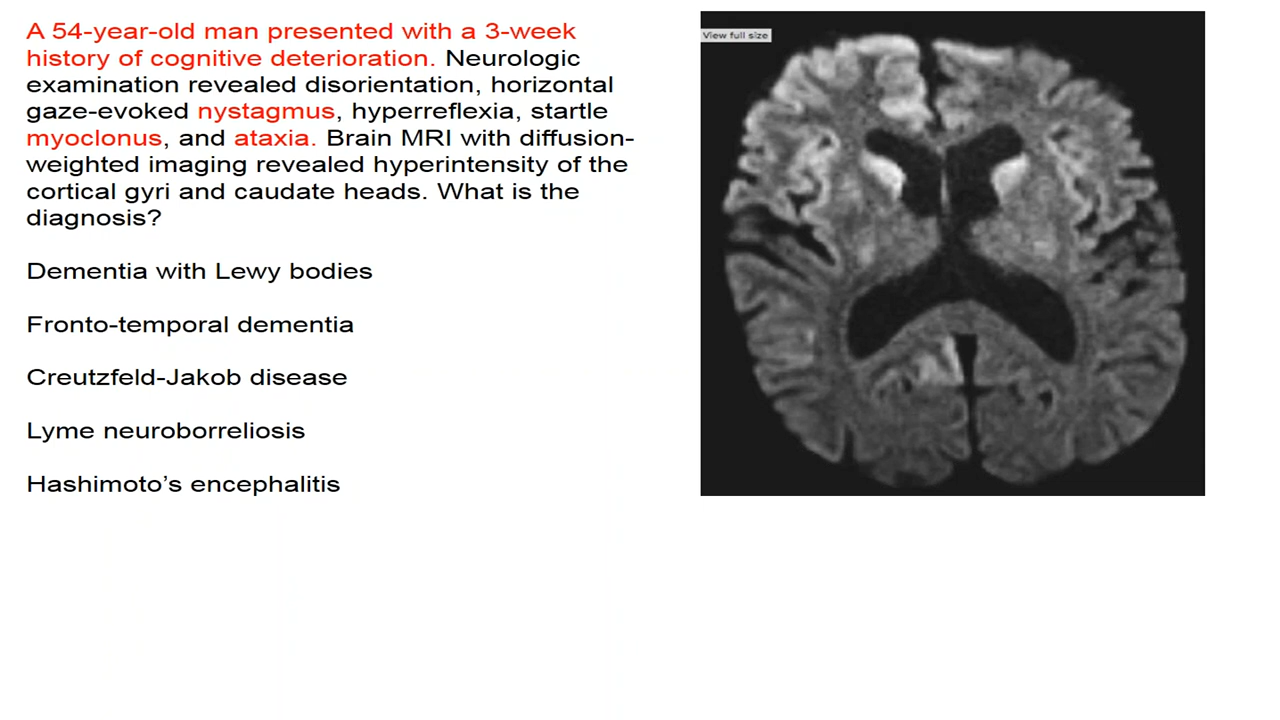 A 54-year-old man presented with a 3-week
history of cognitive deterioration. Neurologic
examination revealed disorientation, horizontal
gaze-evoked nystagmus, hyperreflexia, startle
myoclonus, and ataxia. Brain MRI with diffusion-
weighted imaging revealed hyperintensity of the
cortical gyri and caudate heads. What is the
diagnosis?
Dementia with Lewy bodies
Fronto-temporal dementia
Creutzfeld-Jakob disease
Lyme neuroborreliosis
Hashimoto’s encephalitis
View full size